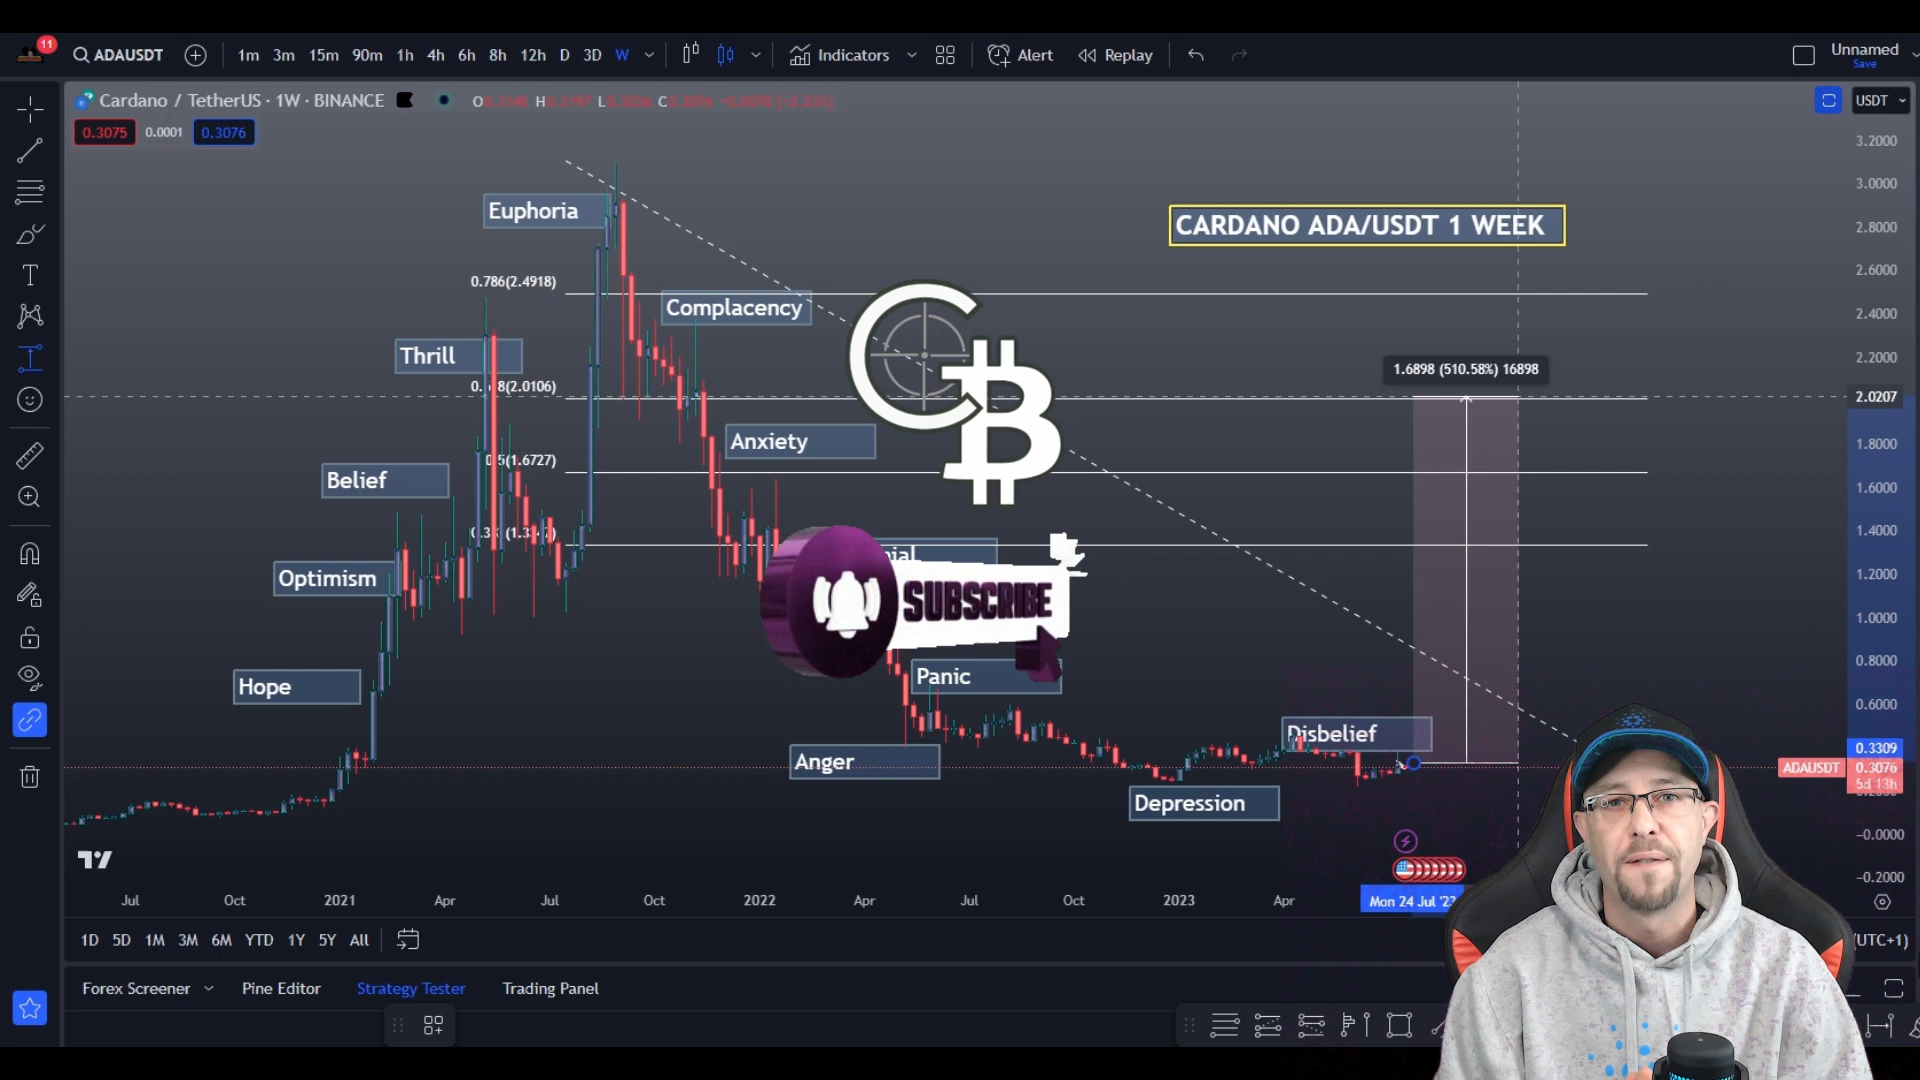 11
ADAUSDT
1m 3m 15m 90m 1h 4h 6h 8h 12h D 3D W
Indicators
Alert
Replay
Unnamed
Save
Cardano / TetherUS · 1W · BINANCE
O H L C
USDT
0.3075 0.0001 0.3076
3.2000
3.0000
2.8000
2.6000
2.4000
2.2000
2.0207
1.8000
1.6000
1.4000
1.2000
1.0000
0.8000
0.6000
0.3309
ADAUSDT 0.3076
5d 13h
−0.0000
−0.2000
CARDANO ADA/USDT 1 WEEK
Euphoria
0.786(2.4918)
Complacency
Thrill
(2.0106)
1.6898 (510.58%) 16898
Anxiety
(1.6727)
Belief
Optimism
SUBSCRIBE
Hope
Panic
Disbelief
Anger
Depression
Jul Oct 2021 Apr Jul Oct 2022 Apr Jul Oct 2023 Apr
Mon 24 Jul '23
1D 5D 1M 3M 6M YTD 1Y 5Y All
(UTC+1)
Forex Screener Pine Editor Strategy Tester Trading Panel